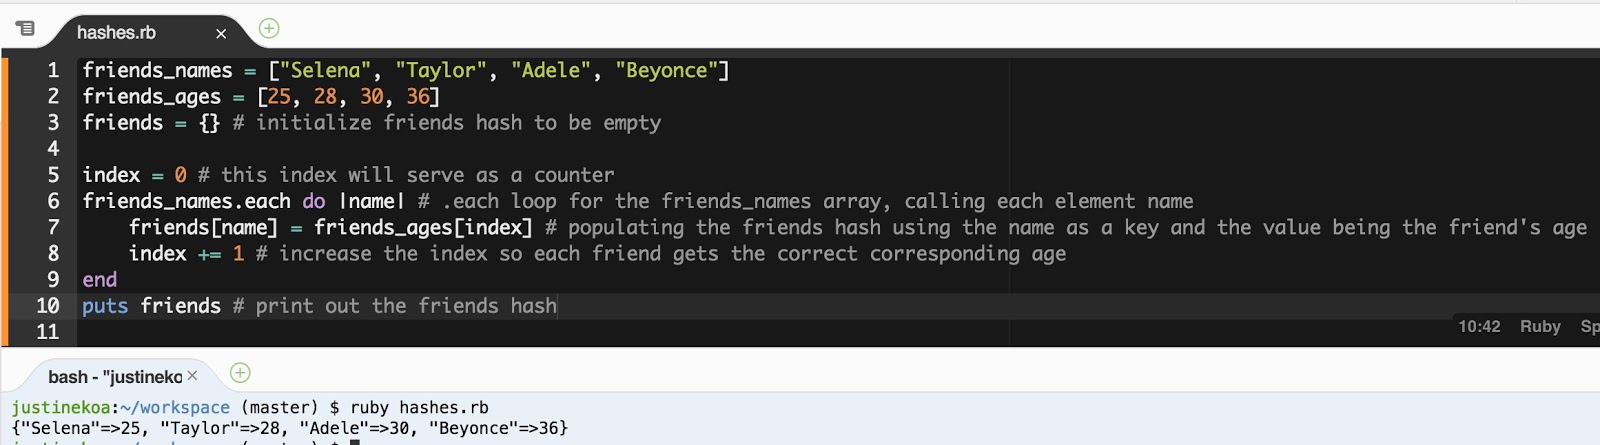 hashes.rb
1 friends_names = ["Selena", "Taylor", "Adele", "Beyonce"]
2 friends_ages = [25, 28, 30, 36]
3 friends = {} # initialize friends hash to be empty
4
5 index = 0 # this index will serve as a counter
6 friends_names.each do |name| # .each loop for the friends_names array, calling each element name
7     friends[name] = friends_ages[index] # populating the friends hash using the name as a key and the value being the friend's age
8     index += 1 # increase the index so each friend gets the correct corresponding age
9 end
10 puts friends # print out the friends hash
11
10:42 Ruby Sp
bash - "justineko
justinekoa:~/workspace (master) $ ruby hashes.rb
{"Selena"=>25, "Taylor"=>28, "Adele"=>30, "Beyonce"=>36}